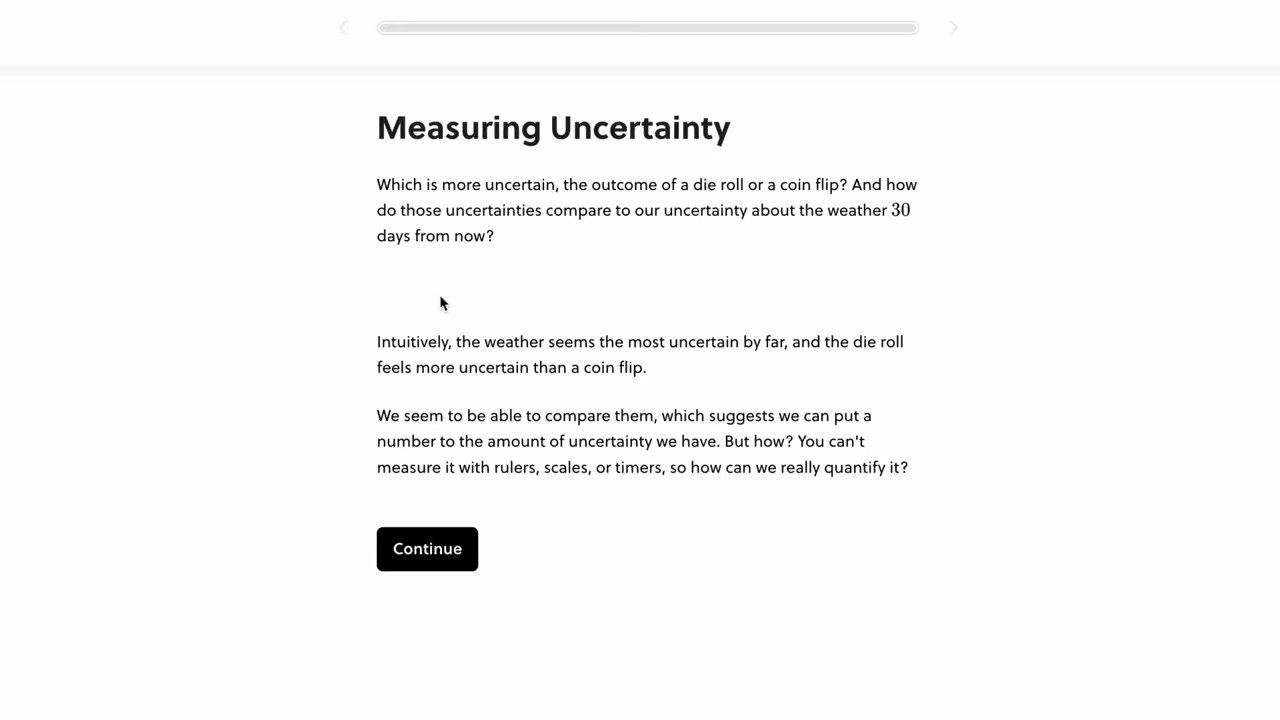 Measuring Uncertainty
Which is more uncertain, the outcome of a die roll or a coin flip? And how
do those uncertainties compare to our uncertainty about the weather 30
days from now?
Intuitively, the weather seems the most uncertain by far, and the die roll
feels more uncertain than a coin flip.
We seem to be able to compare them, which suggests we can put a
number to the amount of uncertainty we have. But how? You can't
measure it with rulers, scales, or timers, so how can we really quantify it?
Continue